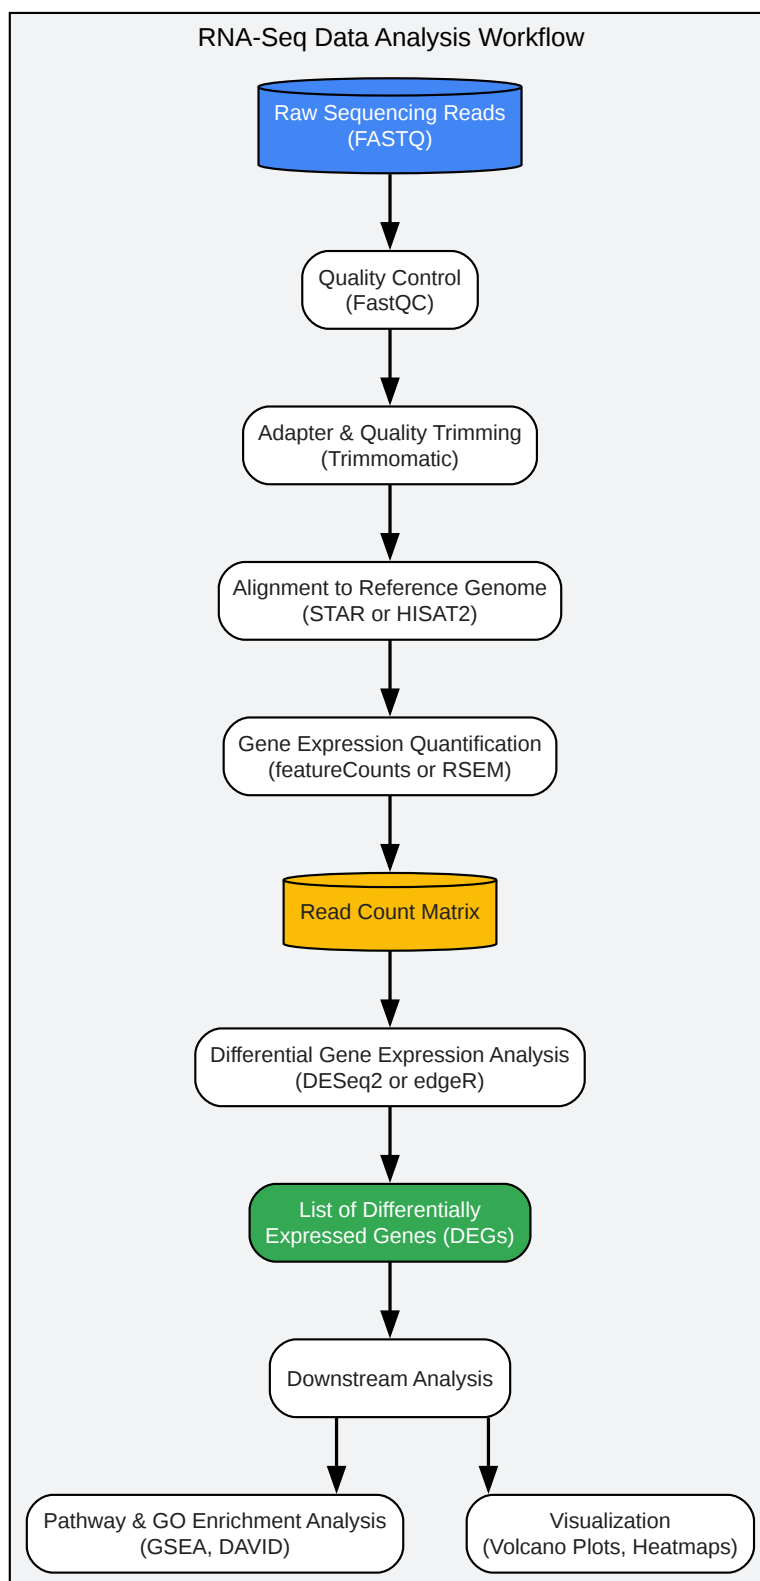 RNA-Seq Data Analysis Workflow
Raw Sequencing Reads
(FASTQ)
Quality Control
(FastQC)
Adapter & Quality Trimming
(Trimmomatic)
Alignment to Reference Genome
(STAR or HISAT2)
Gene Expression Quantification
(featureCounts or RSEM)
Read Count Matrix
Differential Gene Expression Analysis
(DESeq2 or edgeR)
List of Differentially
Expressed Genes (DEGs)
Downstream Analysis
Pathway & GO Enrichment Analysis
(GSEA, DAVID)
Visualization
(Volcano Plots, Heatmaps)